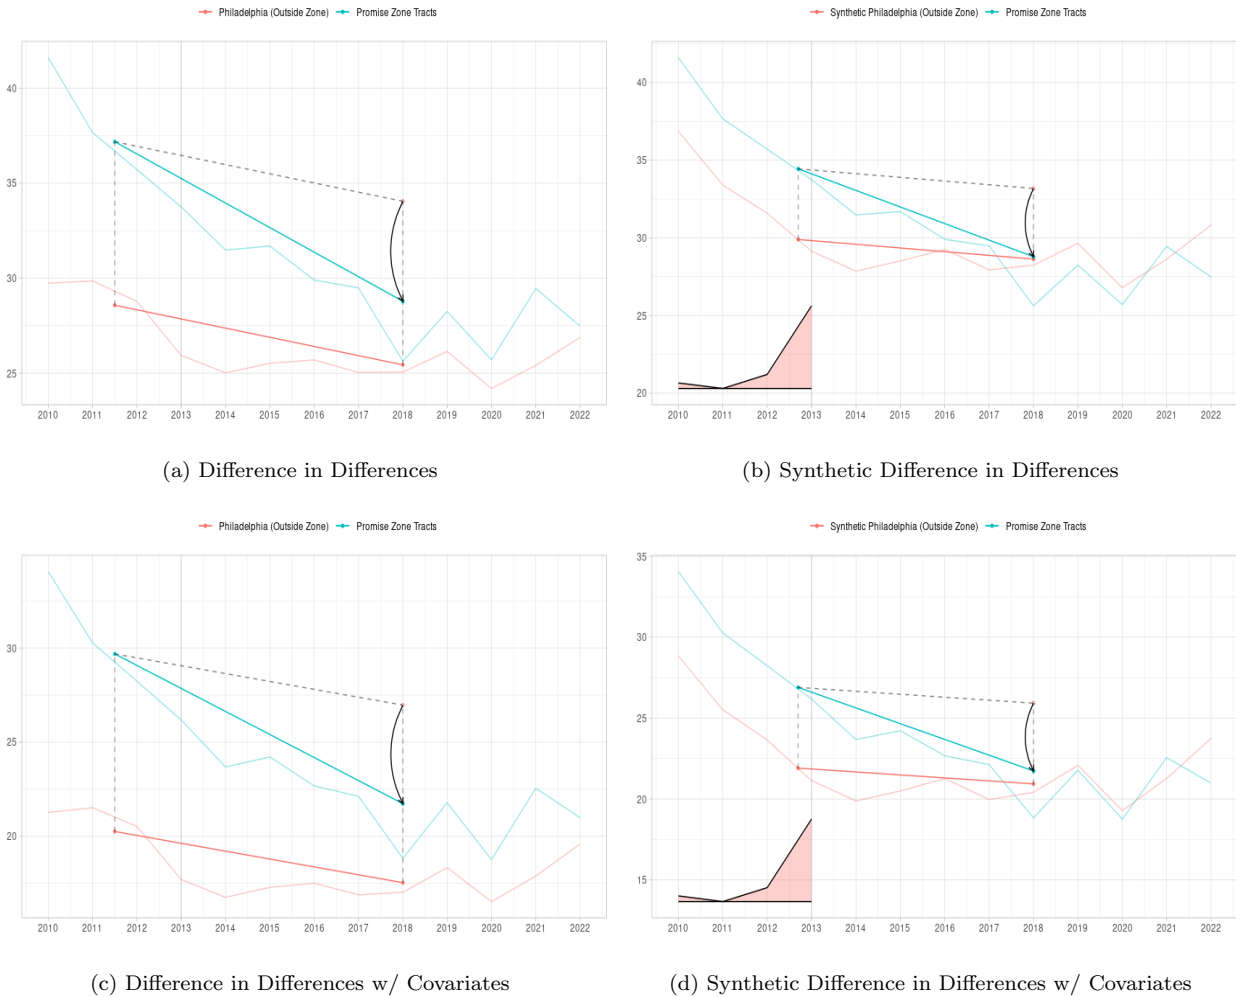 Philadelphia (Outside Zone) Promise Zone Tracts
40
35
30
25
2010 2011 2012 2013 2014 2015 2016 2017 2018 2019 2020 2021 2022
(a) Difference in Differences
Synthetic Philadelphia (Outside Zone) Promise Zone Tracts
40
35
30
25
20
2010 2011 2012 2013 2014 2015 2016 2017 2018 2019 2020 2021 2022
(b) Synthetic Difference in Differences
Philadelphia (Outside Zone) Promise Zone Tracts
30
25
20
2010 2011 2012 2013 2014 2015 2016 2017 2018 2019 2020 2021 2022
(c) Difference in Differences w/ Covariates
Synthetic Philadelphia (Outside Zone) Promise Zone Tracts
35
30
25
20
15
2010 2011 2012 2013 2014 2015 2016 2017 2018 2019 2020 2021 2022
(d) Synthetic Difference in Differences w/ Covariates